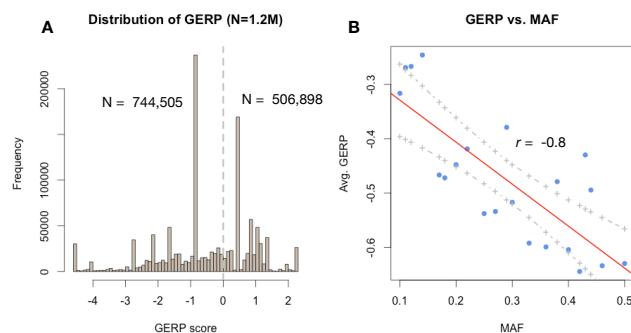 A
Distribution of GERP (N=1.2M)
N = 744,505
N = 506,898
Frequency
0
50000
100000
200000
-4
-3
-2
-1
0
1
2
GERP score
B
GERP vs. MAF
r = -0.8
Avg. GERP
-0.3
-0.4
-0.5
-0.6
0.1
0.2
0.3
0.4
0.5
MAF